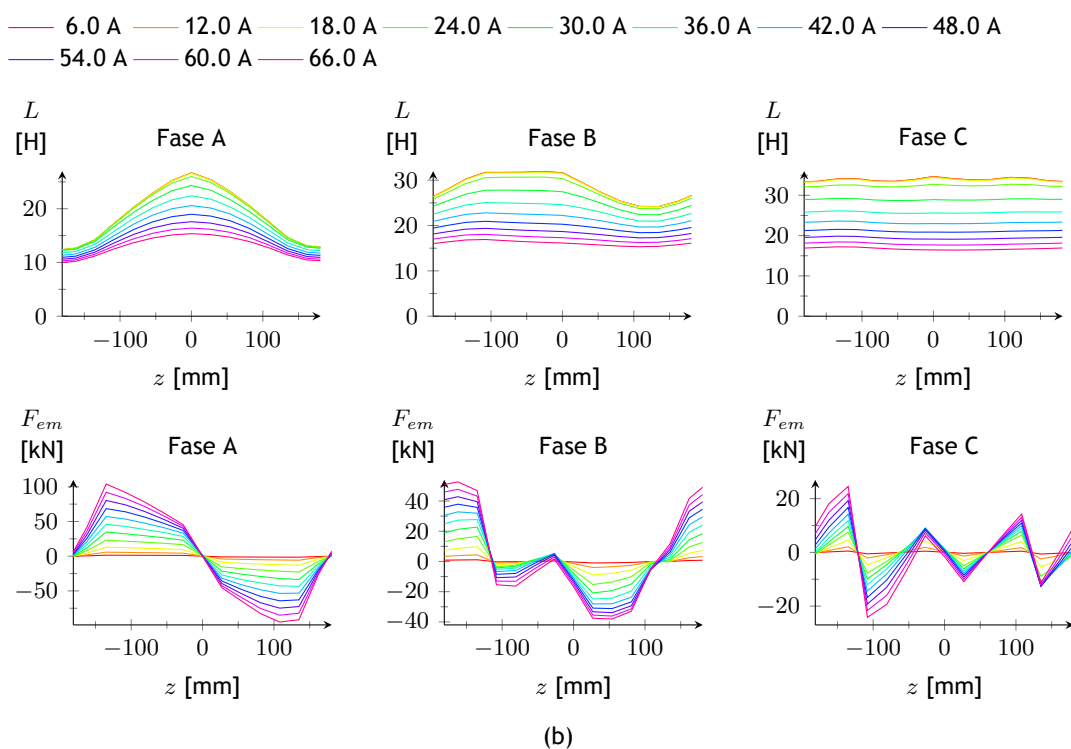 6.0 A 12.0 A 18.0 A 24.0 A 30.0 A 36.0 A 42.0 A 48.0 A
54.0 A 60.0 A 66.0 A
L
[H]
Fase A
20
10
0
−100 0 100
z [mm]
L
[H]
Fase B
30
20
10
0
−100 0 100
z [mm]
L
[H]
Fase C
30
20
10
0
−100 0 100
z [mm]
F_em
[kN]
Fase A
100
50
0
−50
−100 0 100
z [mm]
F_em
[kN]
Fase B
40
20
0
−20
−40
−100 0 100
z [mm]
F_em
[kN]
Fase C
20
0
−20
−100 0 100
z [mm]
(b)